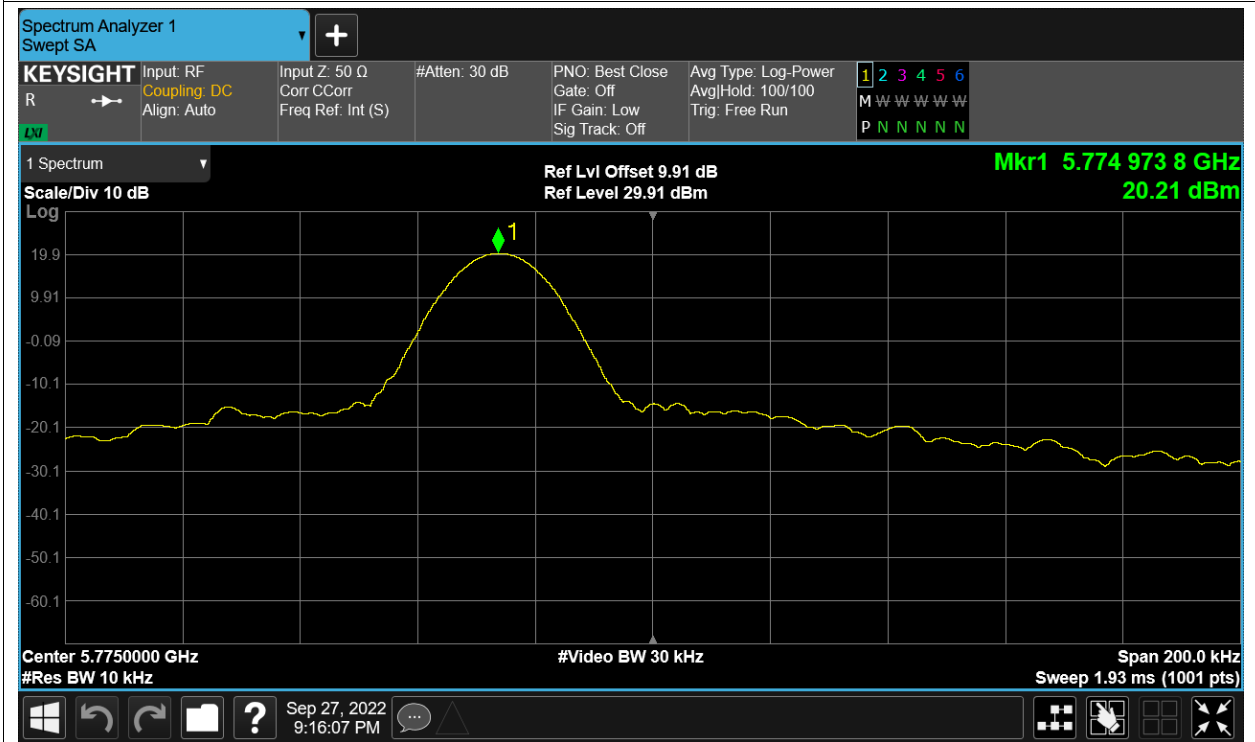 Spectrum Analyzer 1
Swept SA
KEYSIGHT
R
LXI
Input: RF
Coupling: DC
Align: Auto
Input Z: 50 Ω
Corr CCorr
Freq Ref: Int (S)
#Atten: 30 dB
PNO: Best Close
Gate: Off
IF Gain: Low
Sig Track: Off
Avg Type: Log-Power
Avg|Hold: 100/100
Trig: Free Run
1 2 3 4 5 6
M W W W W W
P N N N N N
1 Spectrum
Scale/Div 10 dB
Ref Lvl Offset 9.91 dB
Ref Level 29.91 dBm
Mkr1 5.774 973 8 GHz
20.21 dBm
Log
1
19.9
9.91
-0.09
-10.1
-20.1
-30.1
-40.1
-50.1
-60.1
Center 5.7750000 GHz
#Video BW 30 kHz
Span 200.0 kHz
#Res BW 10 kHz
Sweep 1.93 ms (1001 pts)
?
Sep 27, 2022
9:16:07 PM